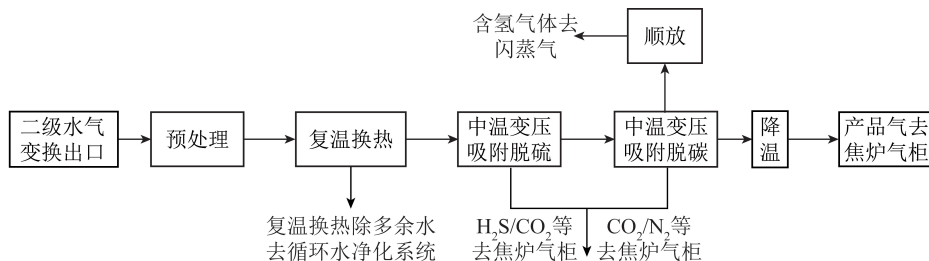 含氢气体去
闪蒸气
顺放
二级水气
变换出口
预处理
复温换热
中温变压
吸附脱硫
中温变压
吸附脱碳
降
温
产品气去
焦炉气柜
复温换热除多余水
去循环水净化系统
H₂S/CO₂等
去焦炉气柜
CO₂/N₂等
去焦炉气柜